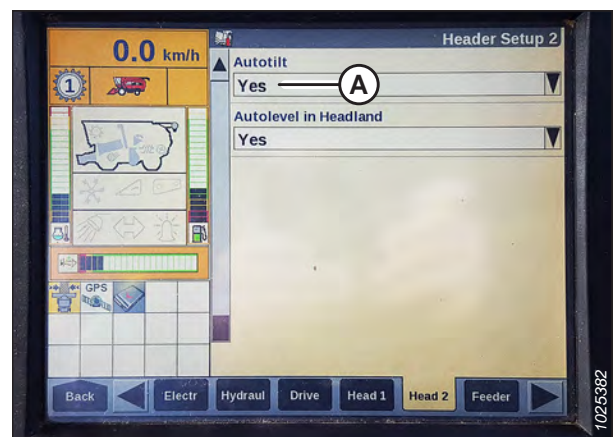 Header Setup 2
0.0 km/h
Autotilt
Yes
A
1
Autolevel in Headland
Yes
GPS
Back
Electr
Hydraul
Drive
Head 1
Head 2
Feeder
1025382